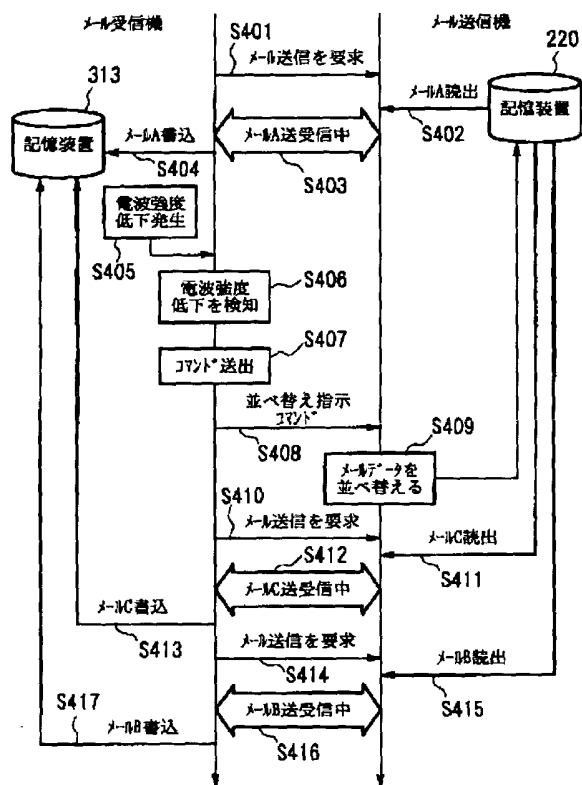 メール受信機
メール送信機
S401
220
メール送信を要求
313
メールA読出
記憶装置
S402
記憶装置
メールA書込
メールA送受信中
S404
S403
電波強度
低下発生
S405
S406
電波強度
低下を検知
S407
コマンド送出
並べ替え指示
コマンド
S408
S409
メールデータを
並べ替える
S410
メール送信を要求
S412
メールC読出
S411
メールC送受信中
メールC書込
S413
メール送信を要求
S414
メールB読出
S415
S417
メールB送受信中
メールB書込
S416